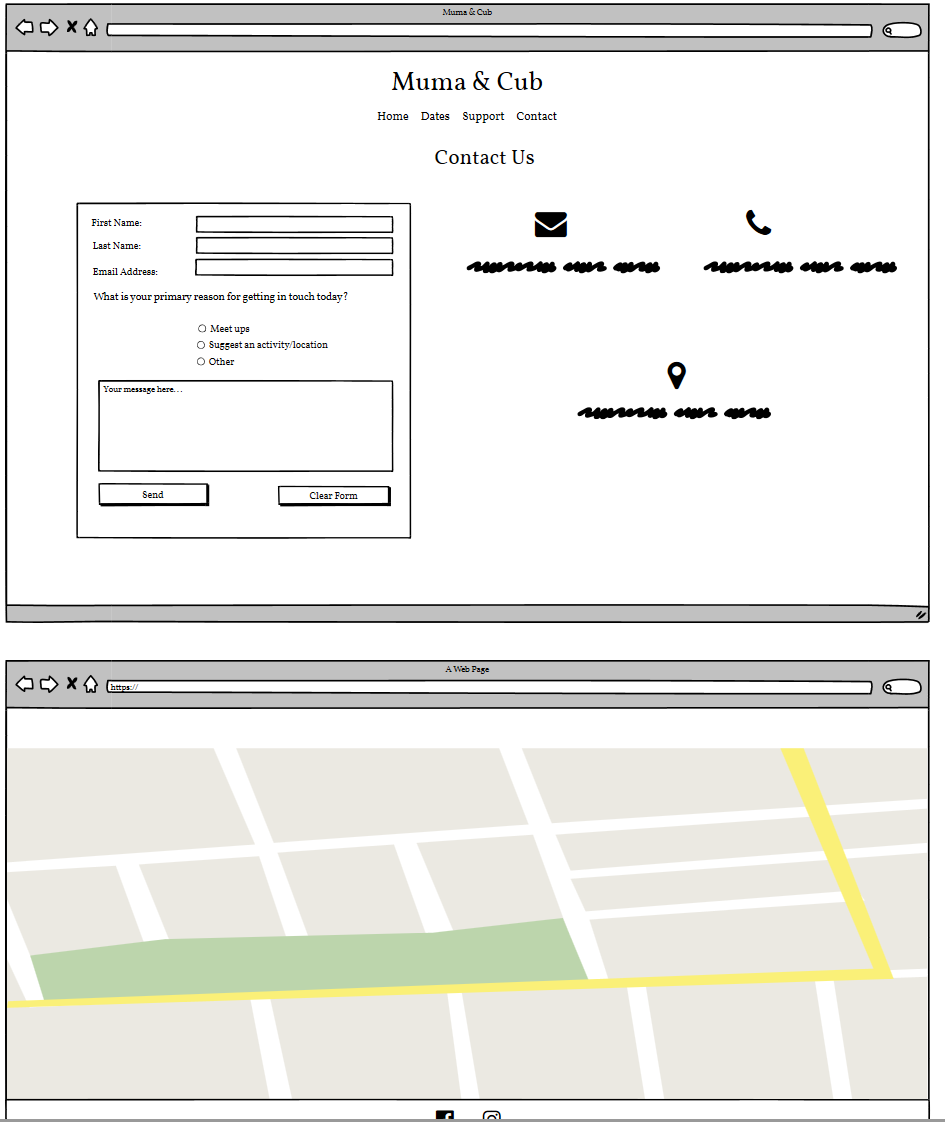 Muma & Cub
Muma & Cub
Home Dates Support Contact
Contact Us
First Name:
Last Name:
Email Address:
What is your primary reason for getting in touch today?
Meet ups
Suggest an activity/location
Other
Your message here...
Send Clear Form
A Web Page
https://